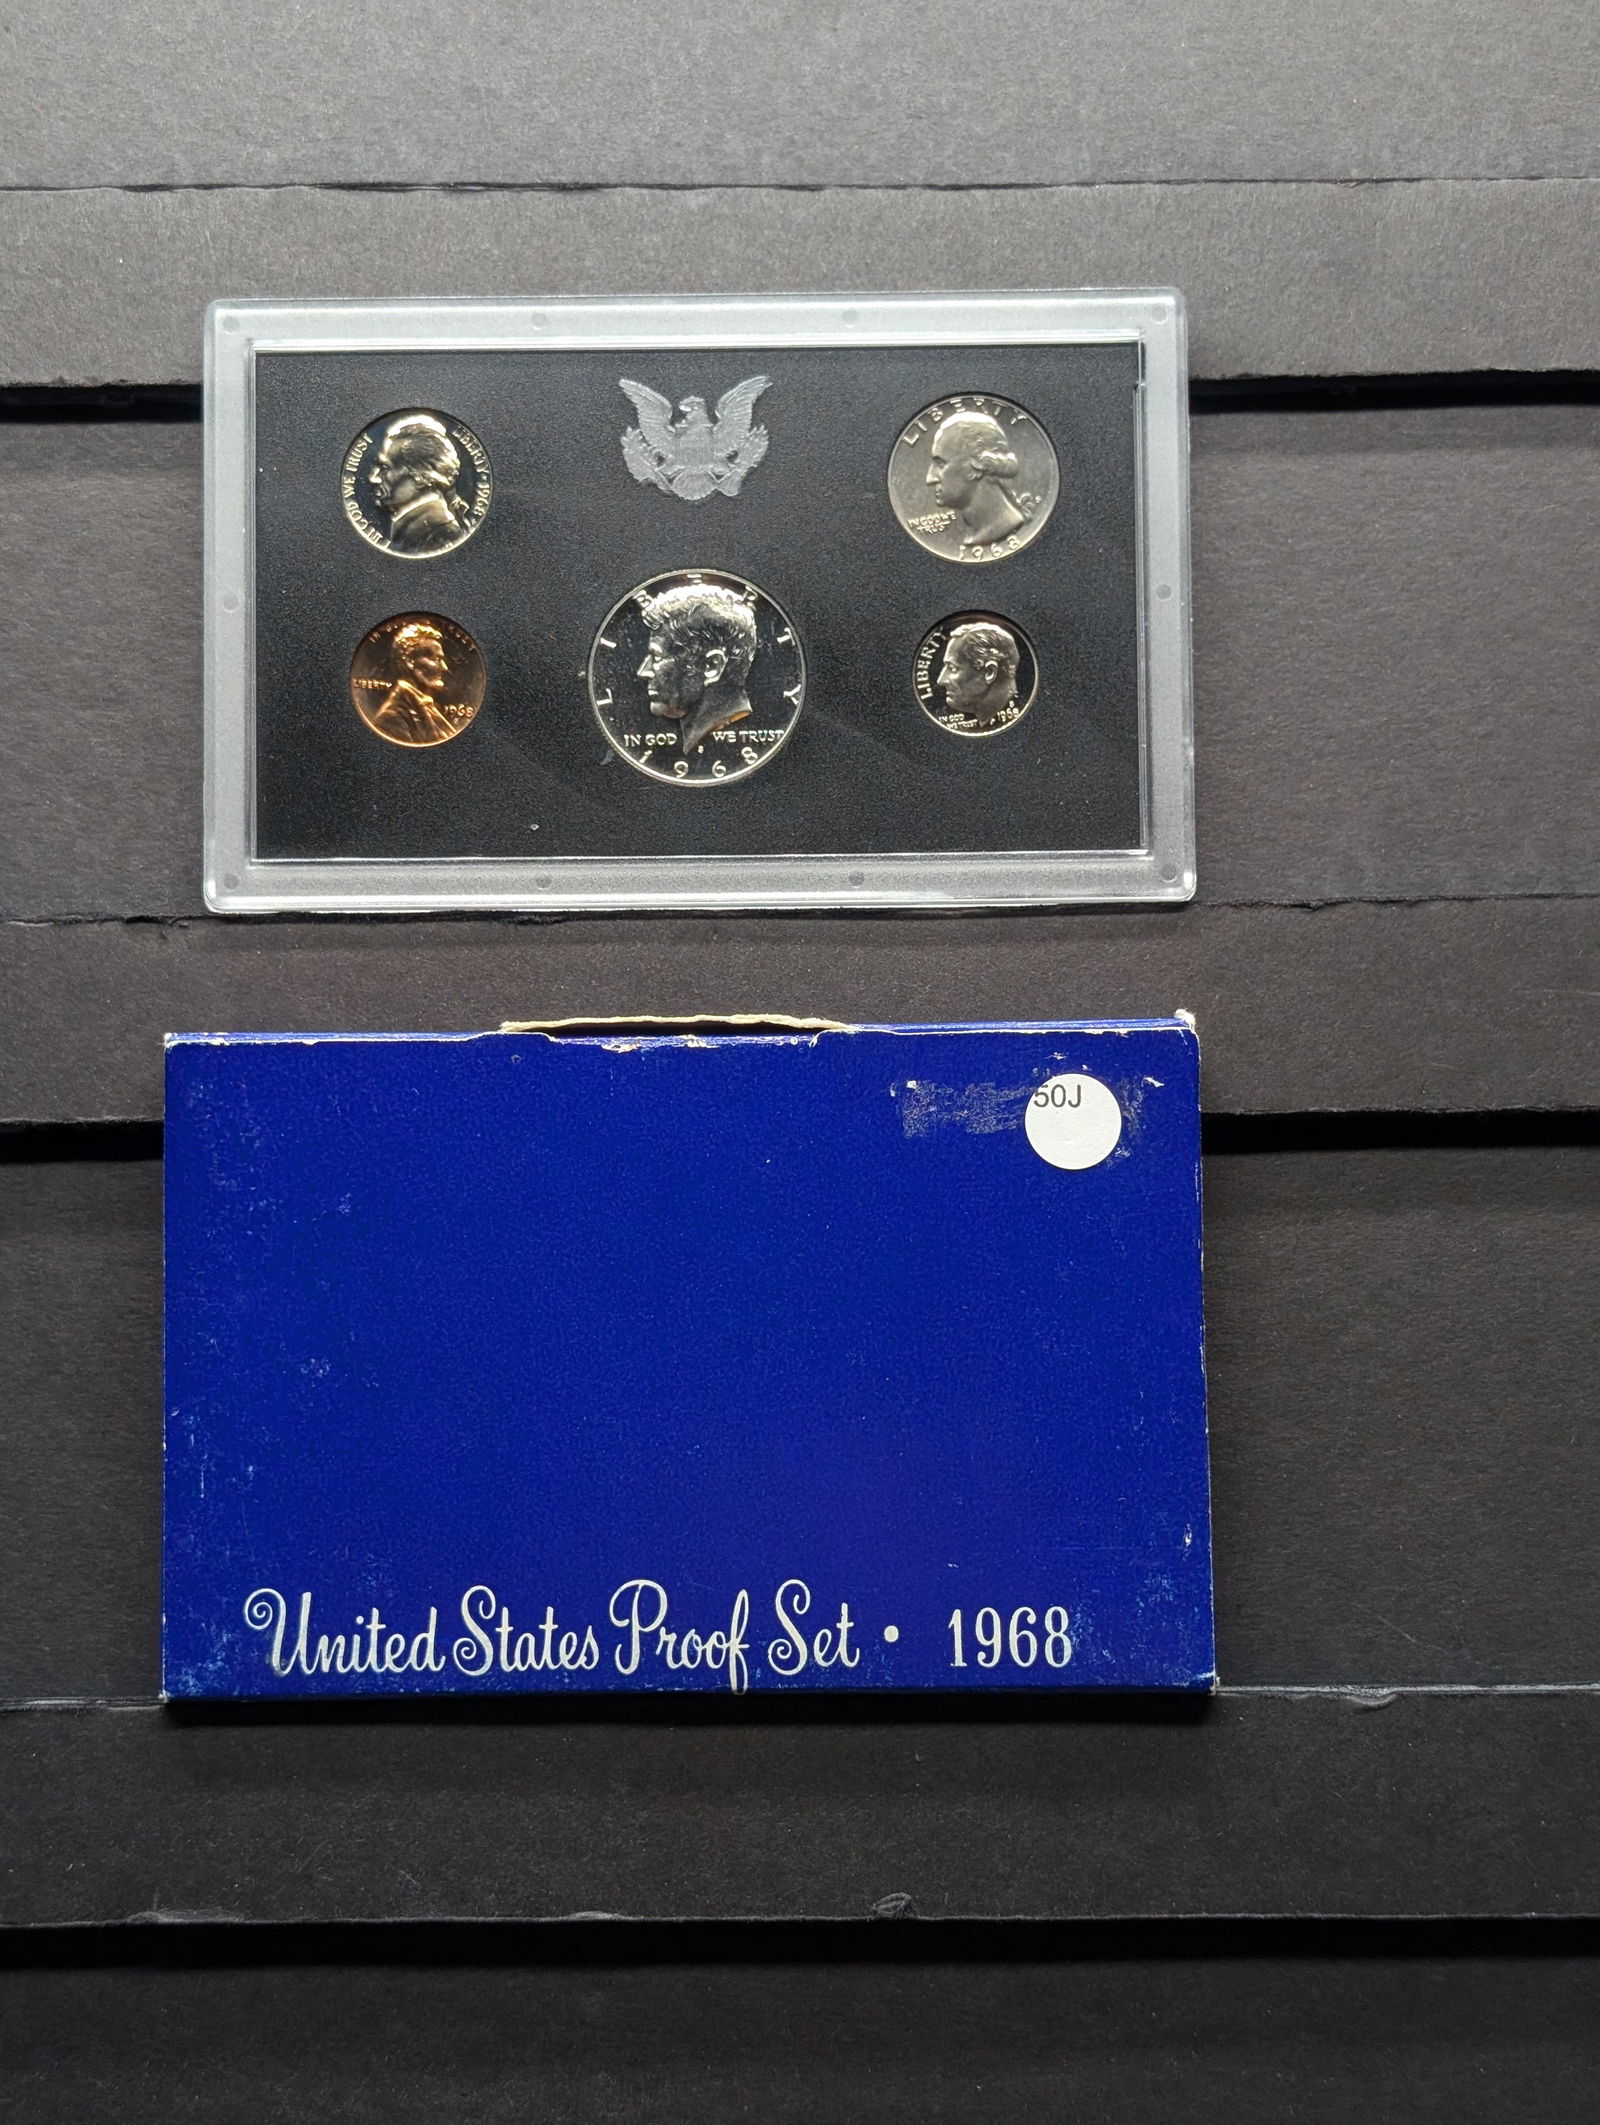 IN GOD WE TRUST
LIBERTY · 1968 S
LIBERTY
IN GOD WE
TRUST
1968
LIBERTY
1968
S
LIBERTY
IN GOD WE TRUST
S
1968
LIBERTY
IN GOD
WE TRUST
1968
50J
United States Proof Set • 1968